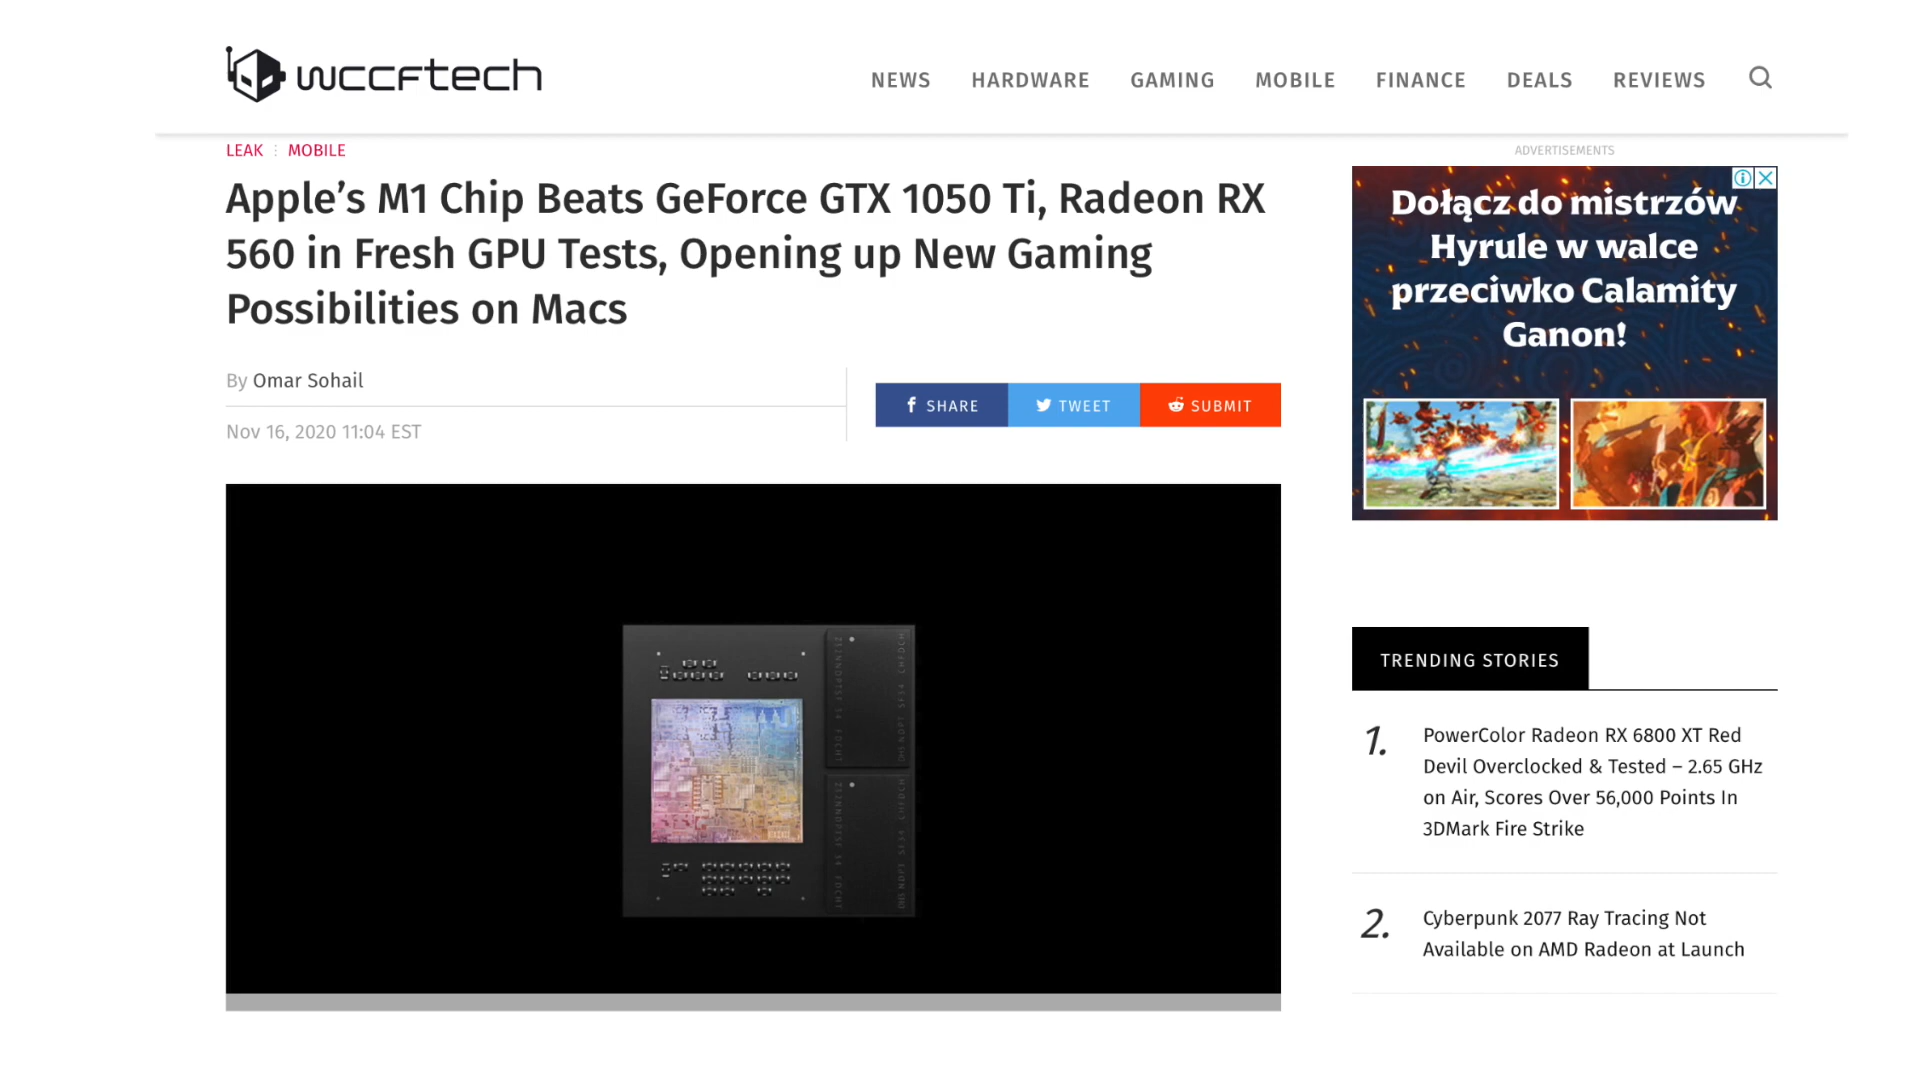 wccftech
NEWS
HARDWARE
GAMING
MOBILE
FINANCE
DEALS
REVIEWS
LEAK
MOBILE
Apple's M1 Chip Beats GeForce GTX 1050 Ti, Radeon RX
560 in Fresh GPU Tests, Opening up New Gaming
Possibilities on Macs
By Omar Sohail
Nov 16, 2020 11:04 EST
SHARE
TWEET
SUBMIT
ADVERTISEMENTS
Dołącz do mistrzów
Hyrule w walce
przeciwko Calamity
Ganon!
TRENDING STORIES
1.
PowerColor Radeon RX 6800 XT Red
Devil Overclocked & Tested – 2.65 GHz
on Air, Scores Over 56,000 Points In
3DMark Fire Strike
2.
Cyberpunk 2077 Ray Tracing Not
Available on AMD Radeon at Launch